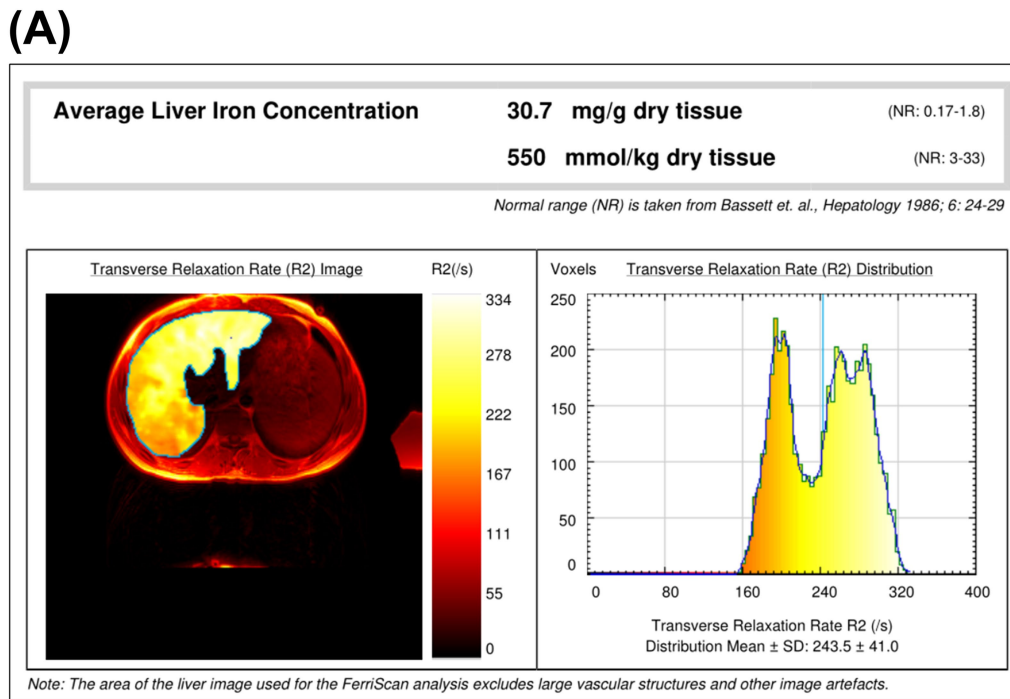 (A)
Average Liver Iron Concentration 30.7 mg/g dry tissue (NR: 0.17-1.8)
550 mmol/kg dry tissue (NR: 3-33)
Normal range (NR) is taken from Bassett et. al., Hepatology 1986; 6: 24-29
Transverse Relaxation Rate (R2) Image R2(/s)
334
278
222
167
111
55
0
Voxels Transverse Relaxation Rate (R2) Distribution
250
200
150
100
50
0
0 80 160 240 320 400
Transverse Relaxation Rate R2 (/s)
Distribution Mean ± SD: 243.5 ± 41.0
Note: The area of the liver image used for the FerriScan analysis excludes large vascular structures and other image artefacts.